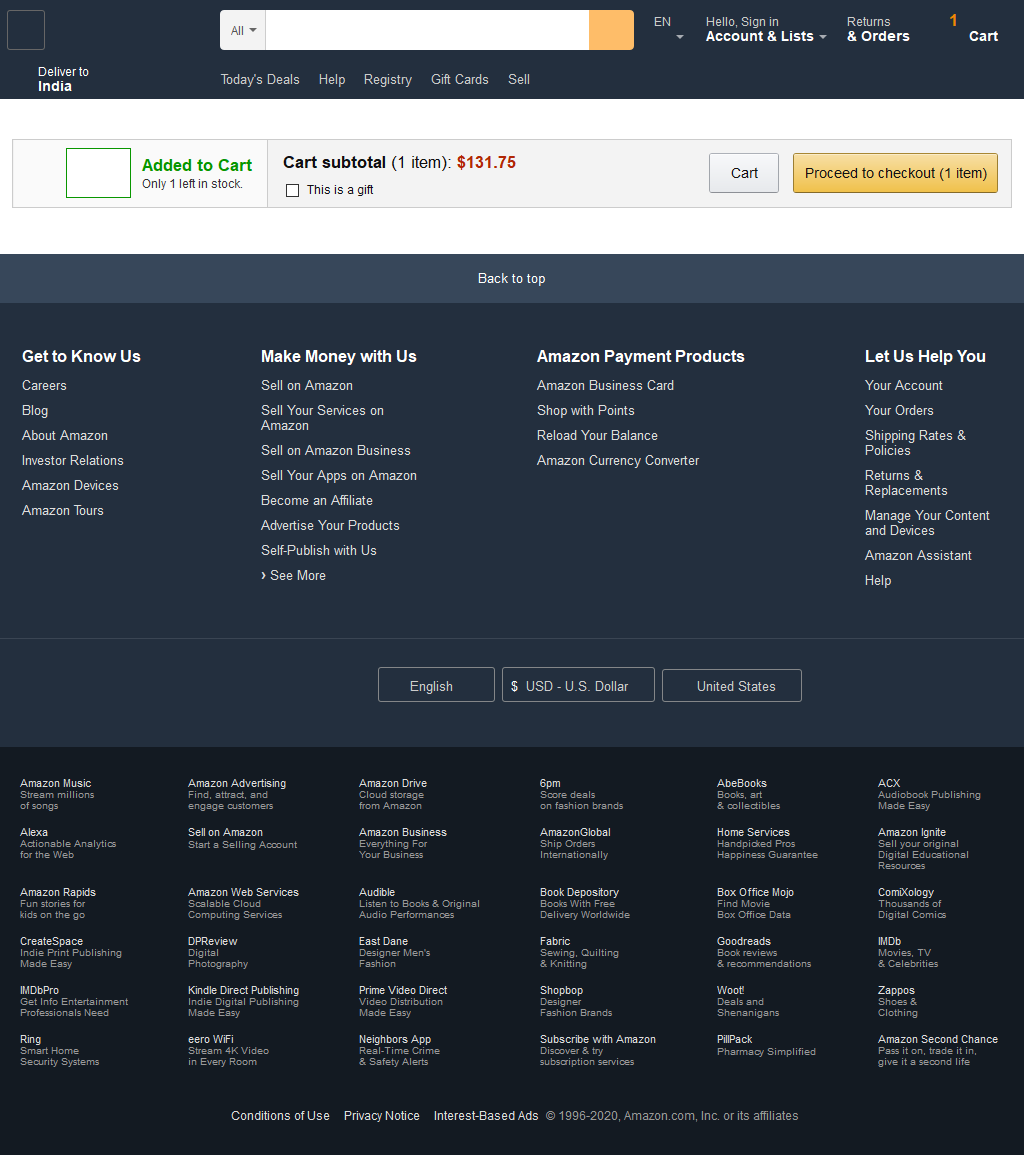 All
EN
Hello, Sign in
Account & Lists
Returns
& Orders
1
Cart
Deliver to
India
Today's Deals
Help
Registry
Gift Cards
Sell
Added to Cart
Only 1 left in stock.
Cart subtotal (1 item): $131.75
This is a gift
Cart
Proceed to checkout (1 item)
Back to top
Get to Know Us
Careers
Blog
About Amazon
Investor Relations
Amazon Devices
Amazon Tours
Make Money with Us
Sell on Amazon
Sell Your Services on
Amazon
Sell on Amazon Business
Sell Your Apps on Amazon
Become an Affiliate
Advertise Your Products
Self-Publish with Us
› See More
Amazon Payment Products
Amazon Business Card
Shop with Points
Reload Your Balance
Amazon Currency Converter
Let Us Help You
Your Account
Your Orders
Shipping Rates &
Policies
Returns &
Replacements
Manage Your Content
and Devices
Amazon Assistant
Help
English
$ USD - U.S. Dollar
United States
Amazon Music
Stream millions
of songs
Amazon Advertising
Find, attract, and
engage customers
Amazon Drive
Cloud storage
from Amazon
6pm
Score deals
on fashion brands
AbeBooks
Books, art
& collectibles
ACX
Audiobook Publishing
Made Easy
Alexa
Actionable Analytics
for the Web
Sell on Amazon
Start a Selling Account
Amazon Business
Everything For
Your Business
AmazonGlobal
Ship Orders
Internationally
Home Services
Handpicked Pros
Happiness Guarantee
Amazon Ignite
Sell your original
Digital Educational
Resources
Amazon Rapids
Fun stories for
kids on the go
Amazon Web Services
Scalable Cloud
Computing Services
Audible
Listen to Books & Original
Audio Performances
Book Depository
Books With Free
Delivery Worldwide
Box Office Mojo
Find Movie
Box Office Data
ComiXology
Thousands of
Digital Comics
CreateSpace
Indie Print Publishing
Made Easy
DPReview
Digital
Photography
East Dane
Designer Men's
Fashion
Fabric
Sewing, Quilting
& Knitting
Goodreads
Book reviews
& recommendations
IMDb
Movies, TV
& Celebrities
IMDbPro
Get Info Entertainment
Professionals Need
Kindle Direct Publishing
Indie Digital Publishing
Made Easy
Prime Video Direct
Video Distribution
Made Easy
Shopbop
Designer
Fashion Brands
Woot!
Deals and
Shenanigans
Zappos
Shoes &
Clothing
Ring
Smart Home
Security Systems
eero WiFi
Stream 4K Video
in Every Room
Neighbors App
Real-Time Crime
& Safety Alerts
Subscribe with Amazon
Discover & try
subscription services
PillPack
Pharmacy Simplified
Amazon Second Chance
Pass it on, trade it in,
give it a second life
Conditions of Use Privacy Notice Interest-Based Ads © 1996-2020, Amazon.com, Inc. or its affiliates